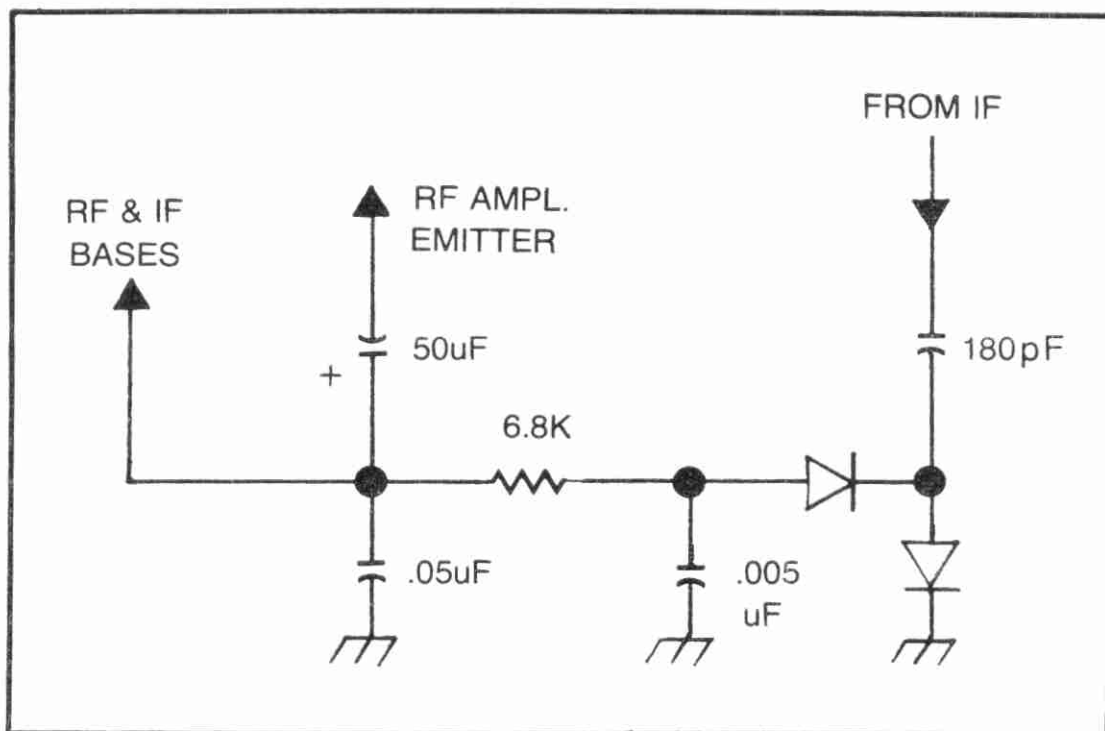 FROM IF
RF & IF
BASES
RF AMPL.
EMITTER
50uF
+
180pF
6.8K
.05uF
.005
uF